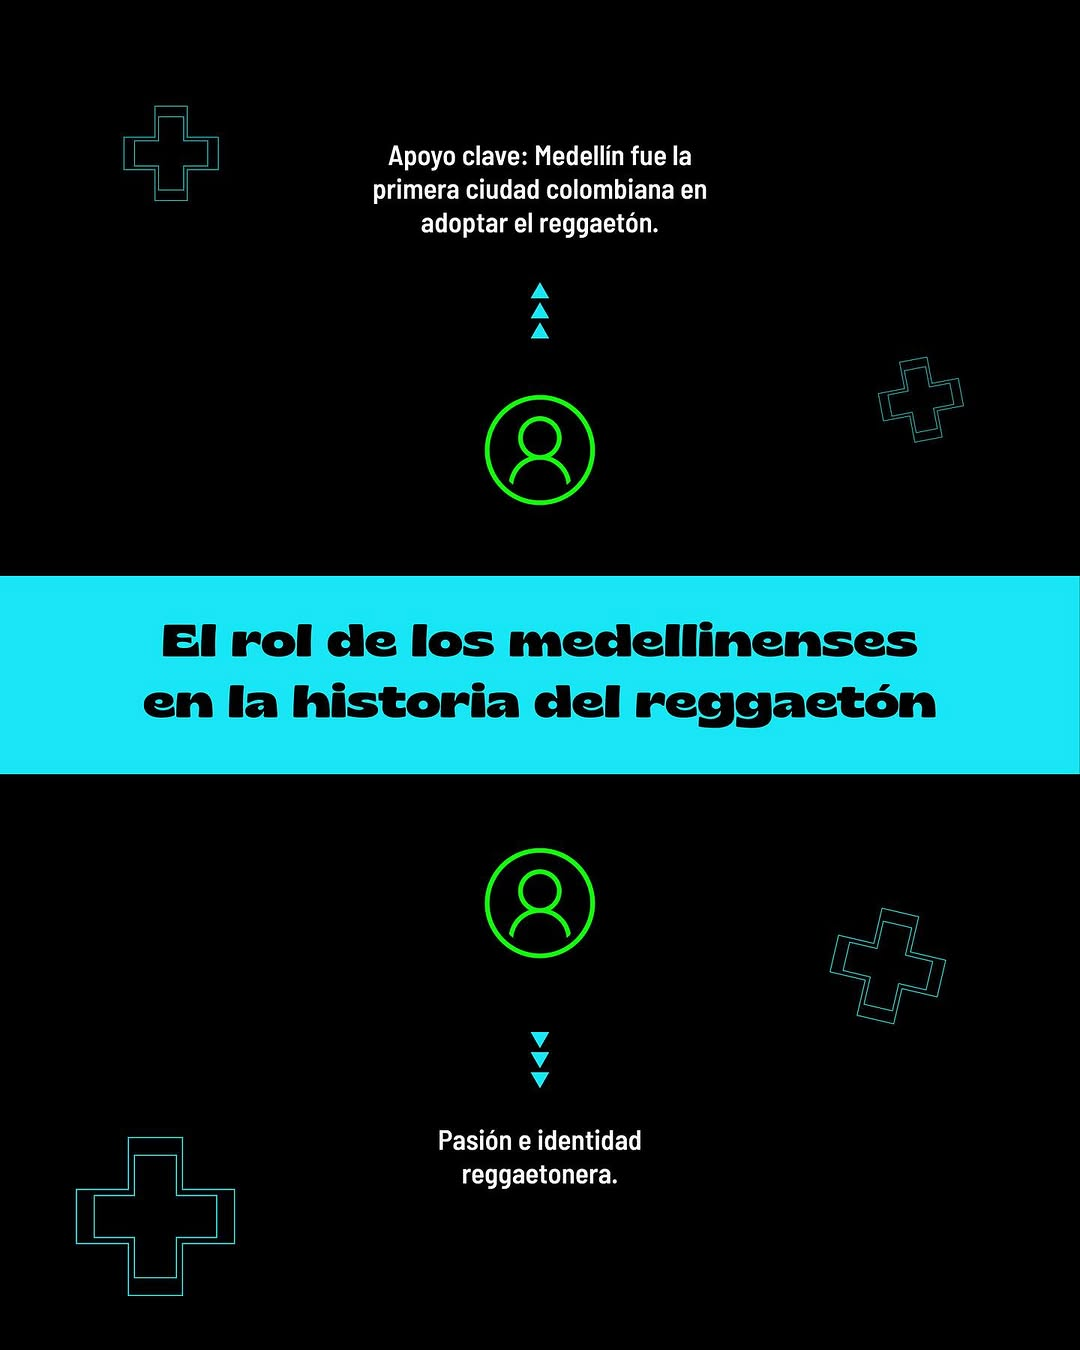 Apoyo clave: Medellín fue la
primera ciudad colombiana en
adoptar el reggaetón.
El rol de los medellinenses
en la historia del reggaetón
Pasión e identidad
reggaetonera.